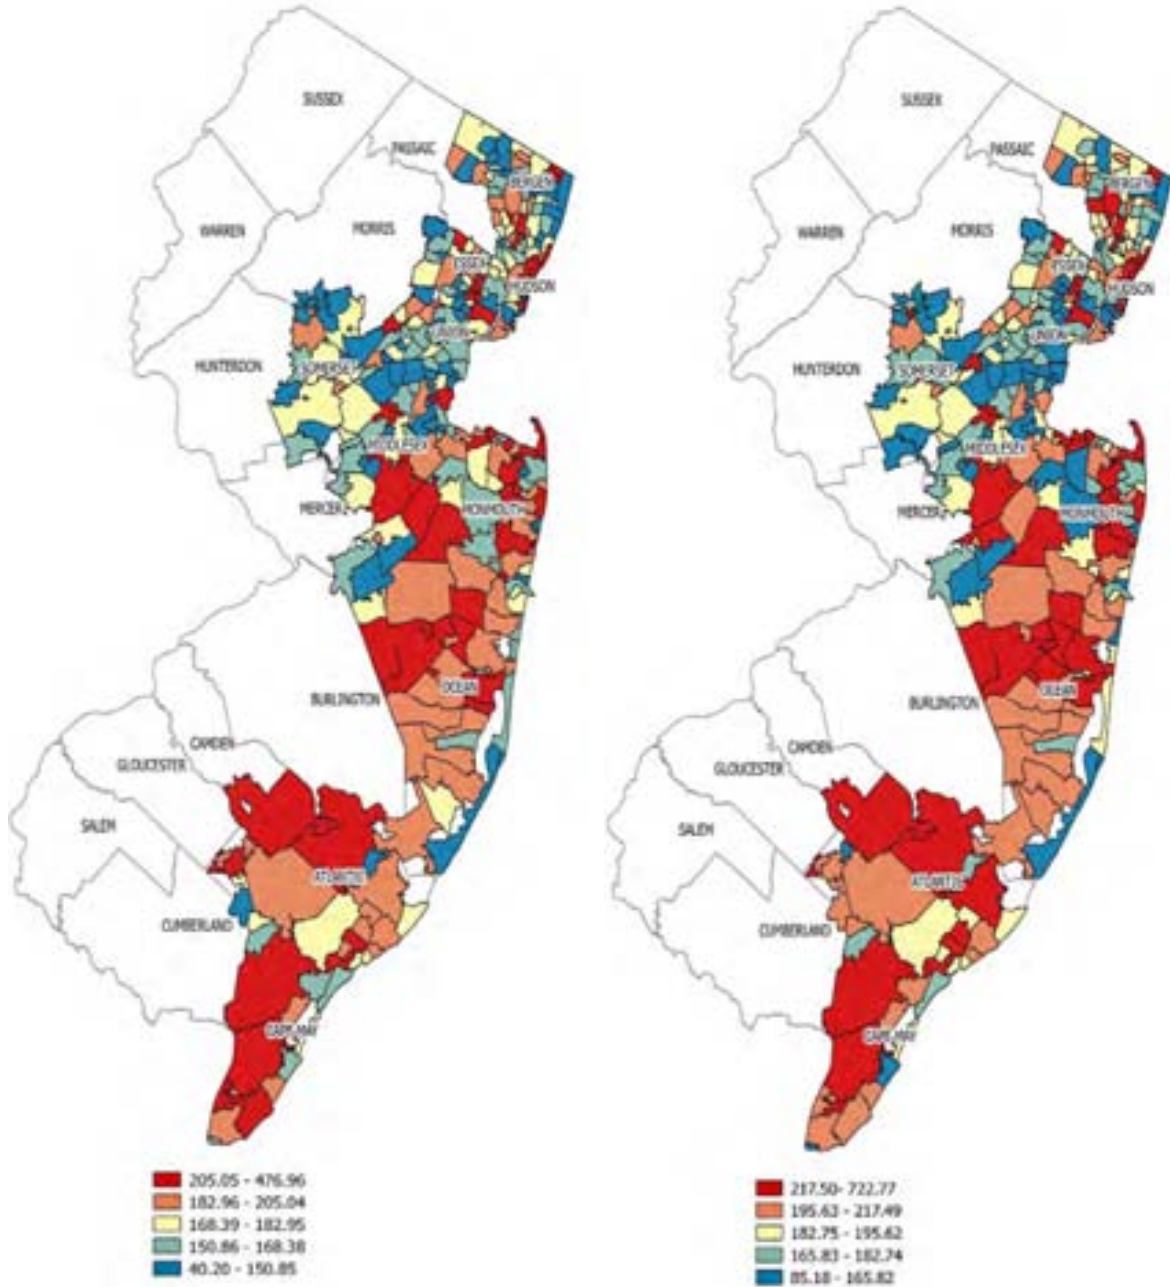 SUSSEX
PASSAIC
BERGEN
WARREN
MORRIS
ESSEX
HUDSON
UNION
HUNTERDON
SOMERSET
MIDDLESEX
MERCER
MONMOUTH
OCEAN
BURLINGTON
CAMDEN
GLOUCESTER
SALEM
ATLANTIC
CUMBERLAND
CAPE MAY
205.05 - 476.96
182.96 - 205.04
168.39 - 182.95
150.86 - 168.38
40.20 - 150.85
SUSSEX
PASSAIC
BERGEN
WARREN
MORRIS
ESSEX
HUDSON
UNION
HUNTERDON
SOMERSET
MIDDLESEX
MERCER
MONMOUTH
OCEAN
BURLINGTON
CAMDEN
GLOUCESTER
SALEM
ATLANTIC
CUMBERLAND
CAPE MAY
217.50- 722.77
195.63 - 217.49
182.75 - 195.62
165.83 - 182.74
85.18 - 165.82